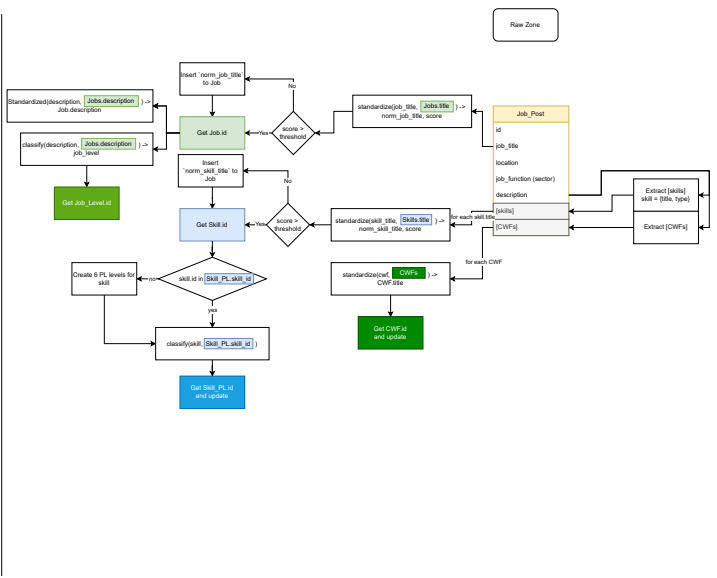 Raw Zone
Insert `norm_job_title`
to Job
No
Standardized(description, Jobs.description ) ->
Job.description
standardize(job_title, Jobs.title ) ->
norm_job_title, score
Job_Post
id
job_title
location
job_function (sector)
description
[skills]
[CWFs]
Get Job.id
Yes
score >
threshold
classify(description, Jobs.description ) ->
job_level
Insert
`norm_skill_title` to
Job
No
Get Job_Level.id
Extract [skills]
skill = {title, type}
Extract [CWFs]
Get Skill.id
Yes
score >
threshold
standardize(skill_title, Skills.title ) ->
norm_skill_title, score
for each skill.title
for each CWF
Create 6 PL levels for
skill
no
skill.id in Skill_PL.skill_id
standardize(cwf, CWFs ) ->
CWF.title
yes
Get CWF.id
and update
classify(skill, Skill_PL.skill_id )
Get Skill_PL.id
and update